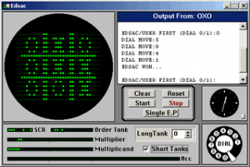 Edsac
Output From: OXO
EDSAC/USER FIRST (DIAL 0/1):0
DIAL MOVE:8
DIAL MOVE:
DIAL MOVE:
DIAL MOVE:1
EDSAC WON...
EDSAC/USER FIRST (DIAL 0/1):
Clear
Reset
Start
Stop
Single E.P
SCR
Order Tank
Multiplier
Multiplicand
LongTank
0
Short Tanks
Acc
DIAL